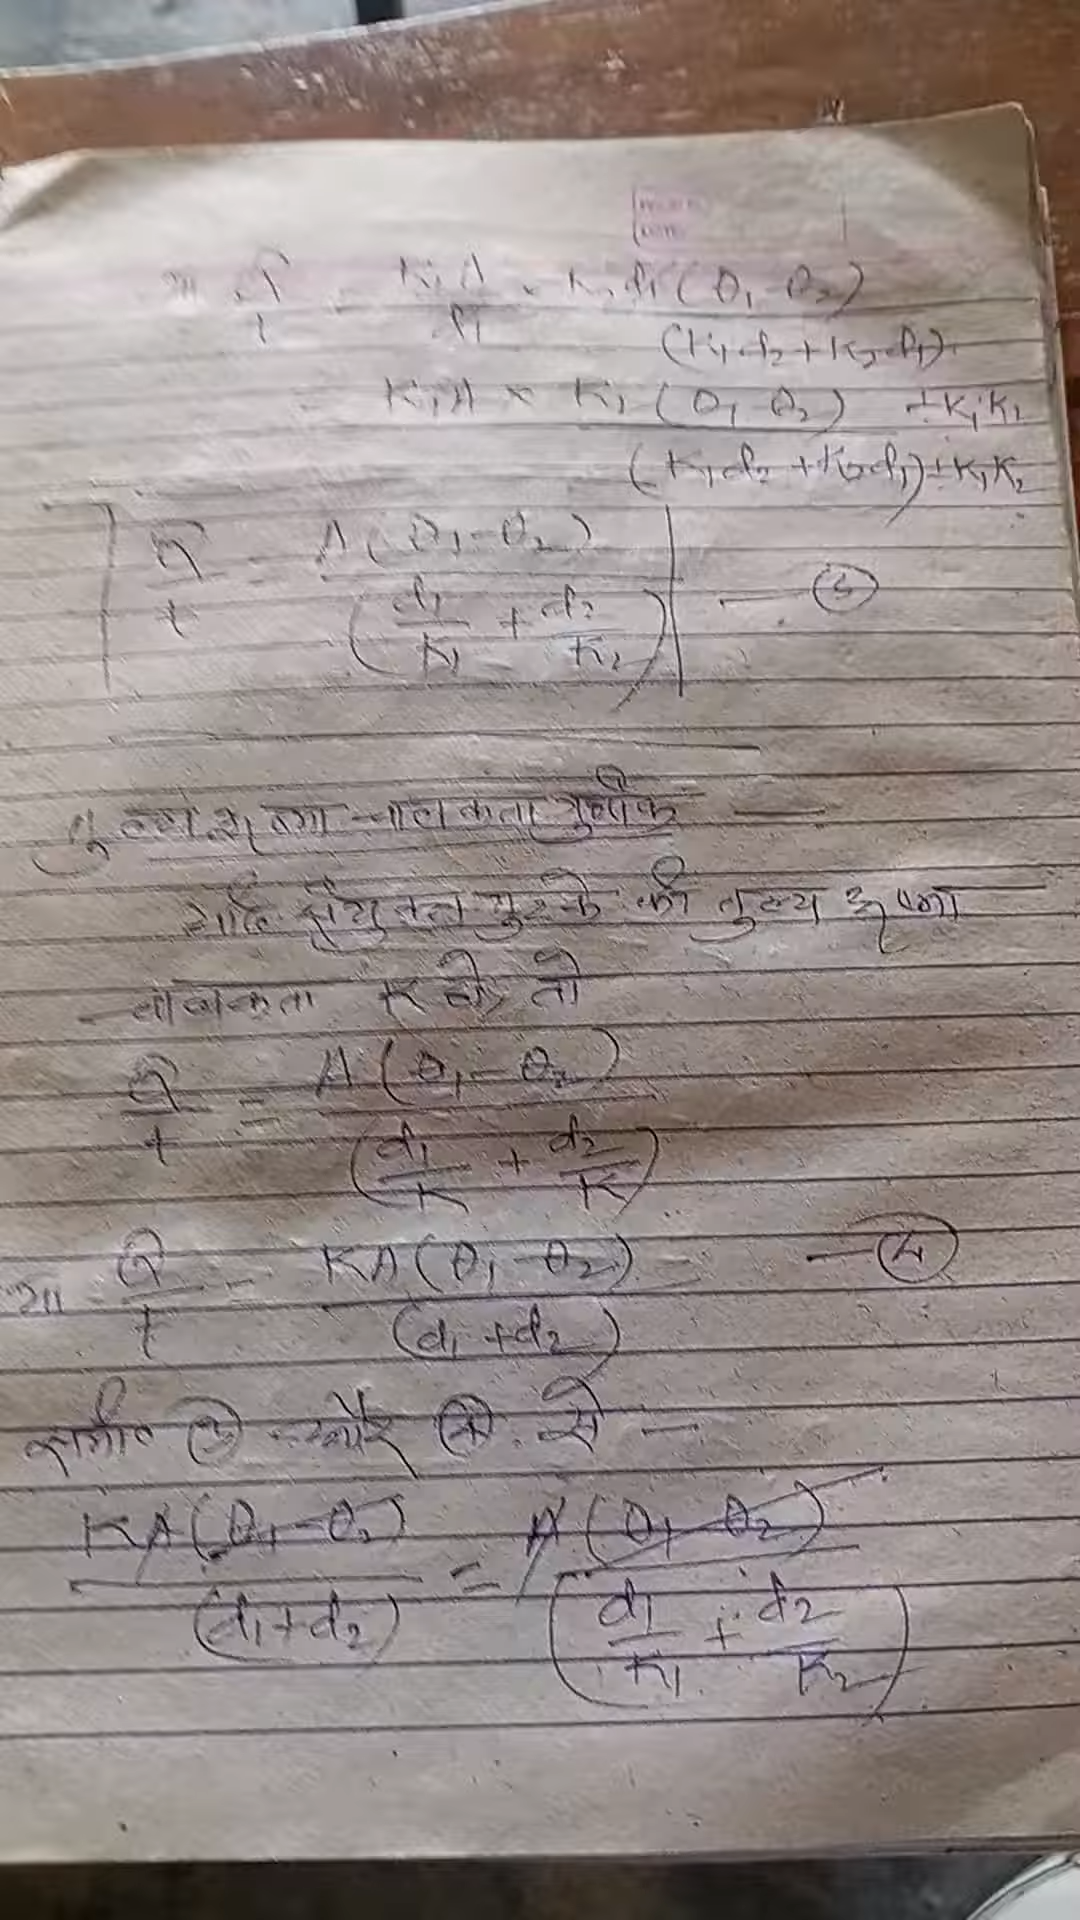 या Q/t = K₁A/d₁ × K₂d₁(θ₁-θ₂)/(K₁d₂+K₂d₁)
= K₁A × K₂(θ₁-θ₂) ÷K₁K₂/(K₁d₂+K₂d₁)÷K₁K₂
Q/t = A(θ₁-θ₂)/(d₁/K₁ + d₂/K₂) —③
तुल्य ऊष्मा चालकता गुणांक —
यदि संयुक्त गुटके की तुल्य ऊष्मा
चालकता K हो, तो
Q/t = A(θ₁-θ₂)/(d₁/K + d₂/K)
या Q/t = KA(θ₁-θ₂)/(d₁+d₂) —④
समी० ③ और ④ से —
KA(θ₁-θ₂)/(d₁+d₂) = A(θ₁-θ₂)/(d₁/K₁ + d₂/K₂)